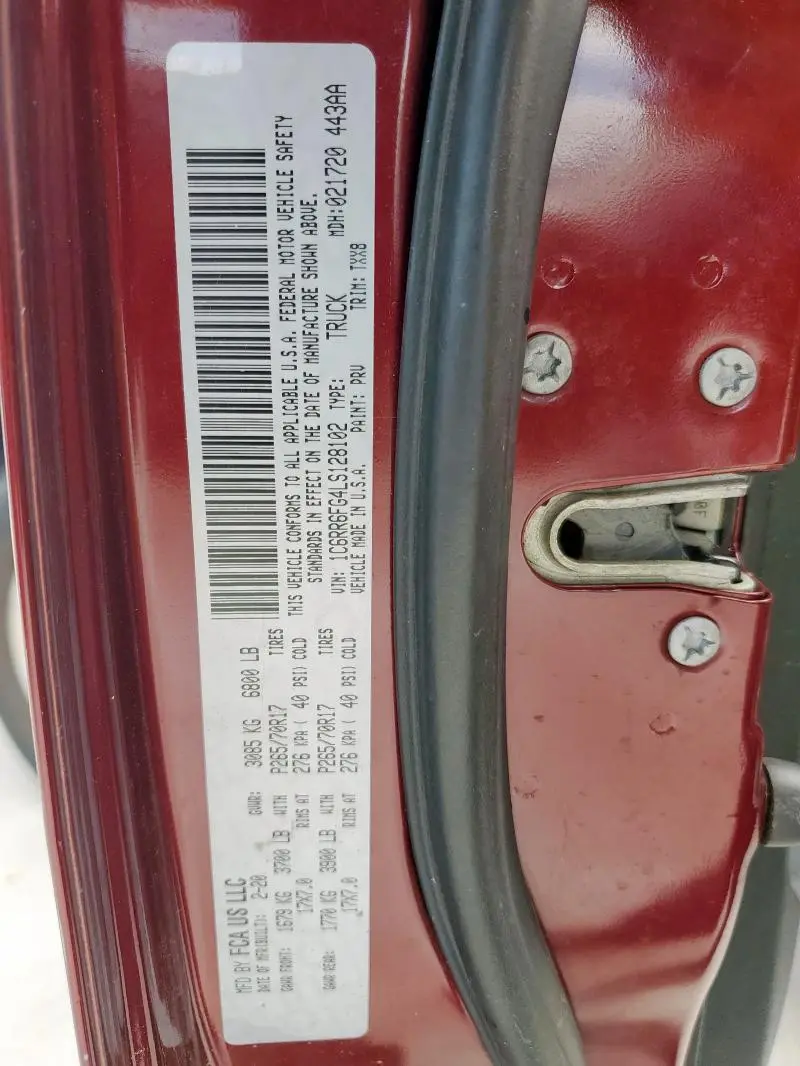 MFD BY FCA US LLC
DATE OF MFR(BUILT): 2-20 GVWR: 3085 KG 6800 LB
GAWR FRONT: 1679 KG 3700 LB WITH P265/70R17 TIRES
17X7.0 RIMS AT 276 KPA ( 40 PSI) COLD
GAWR REAR: 1770 KG 3900 LB WITH P265/70R17 TIRES
17X7.0 RIMS AT 276 KPA ( 40 PSI) COLD
THIS VEHICLE CONFORMS TO ALL APPLICABLE U.S.A. FEDERAL MOTOR VEHICLE SAFETY
STANDARDS IN EFFECT ON THE DATE OF MANUFACTURE SHOWN ABOVE.
VIN: 1C6RR6FG4LS128102 TYPE: TRUCK MDH:021720 443AA
VEHICLE MADE IN U.S.A. PAINT: PRV TRIM: TXX8